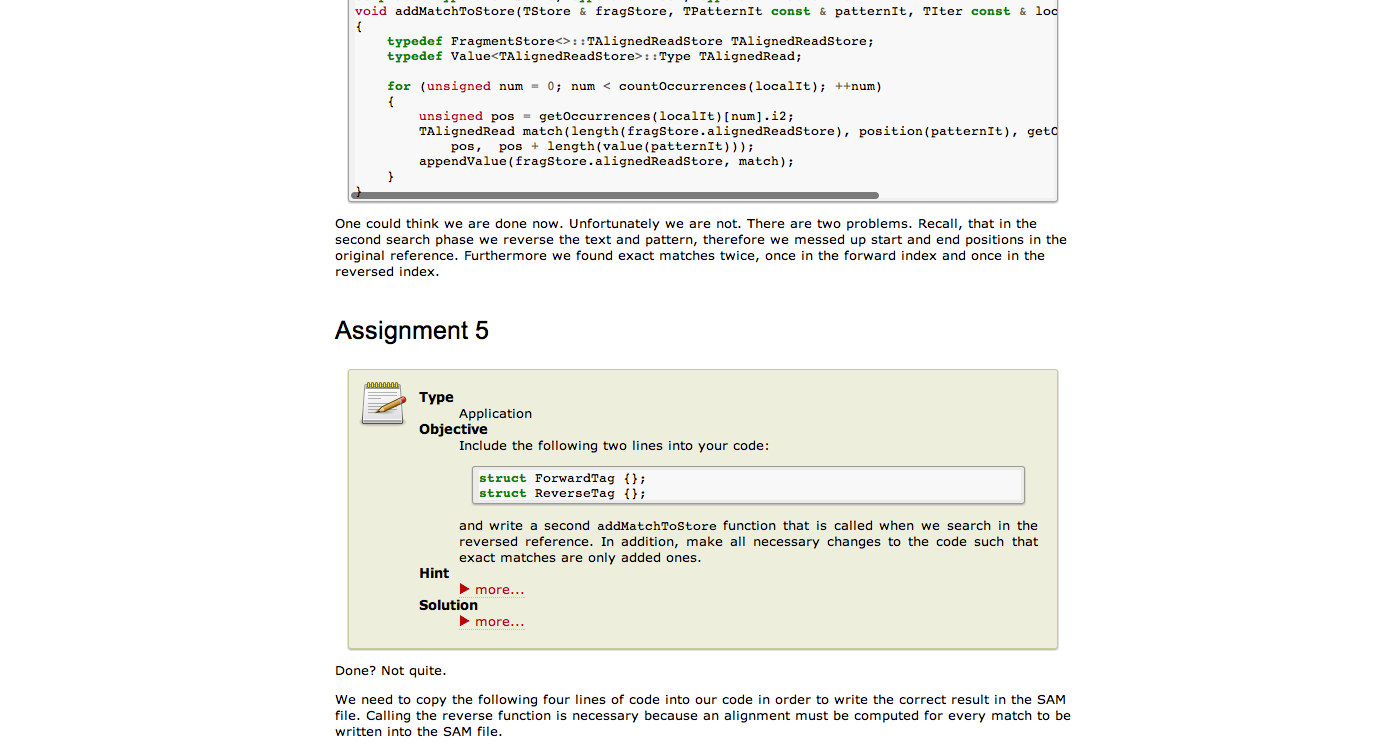 void addMatchToStore(TStore & fragStore, TPatternIt const & patternIt, TIter const & loc
{
typedef FragmentStore<>::TAlignedReadStore TAlignedReadStore;
typedef Value<TAlignedReadStore>::Type TAlignedRead;
for (unsigned num = 0; num < countOccurrences(localIt); ++num)
{
unsigned pos = getOccurrences(localIt)[num].i2;
TAlignedRead match(length(fragStore.alignedReadStore), position(patternIt), getO
pos,  pos + length(value(patternIt)));
appendValue(fragStore.alignedReadStore, match);
}
}
One could think we are done now. Unfortunately we are not. There are two problems. Recall, that in the
second search phase we reverse the text and pattern, therefore we messed up start and end positions in the
original reference. Furthermore we found exact matches twice, once in the forward index and once in the
reversed index.
Assignment 5
Type
Application
Objective
Include the following two lines into your code:
struct ForwardTag {};
struct ReverseTag {};
and write a second addMatchToStore function that is called when we search in the
reversed reference. In addition, make all necessary changes to the code such that
exact matches are only added ones.
Hint
more...
Solution
more...
Done? Not quite.
We need to copy the following four lines of code into our code in order to write the correct result in the SAM
file. Calling the reverse function is necessary because an alignment must be computed for every match to be
written into the SAM file.